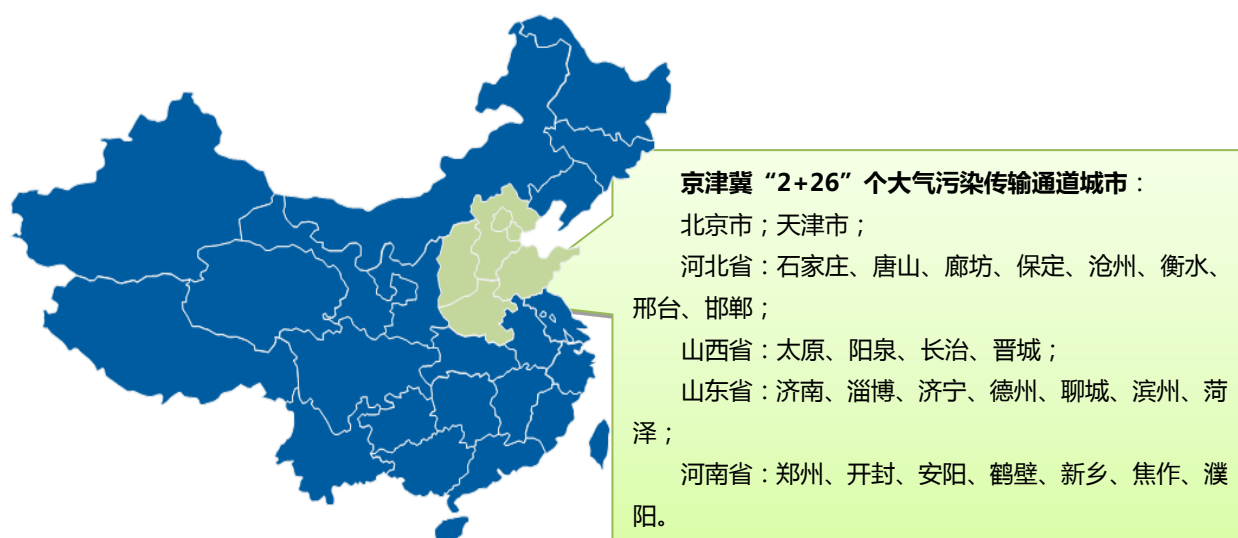 京津冀“2+26”个大气污染传输通道城市：
北京市；天津市；
河北省：石家庄、唐山、廊坊、保定、沧州、衡水、
邢台、邯郸；
山西省：太原、阳泉、长治、晋城；
山东省：济南、淄博、济宁、德州、聊城、滨州、菏
泽；
河南省：郑州、开封、安阳、鹤壁、新乡、焦作、濮
阳。